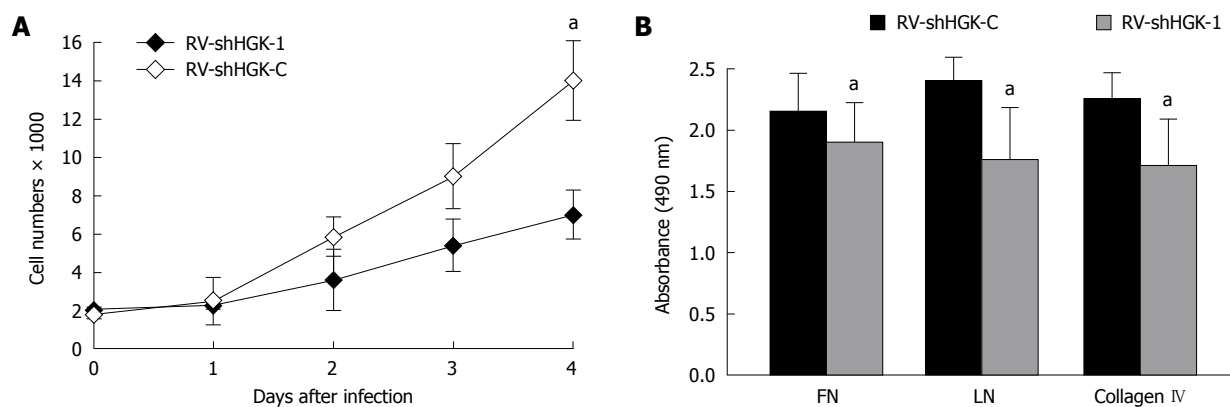 A
RV-shHGK-1
RV-shHGK-C
a
16
14
12
10
8
6
4
2
0
Cell numbers × 1000
0 1 2 3 4
Days after infection
B
RV-shHGK-C RV-shHGK-1
2.5
2.0
1.5
1.0
0.5
0.0
Absorbance (490 nm)
a a a
FN LN Collagen Ⅳ